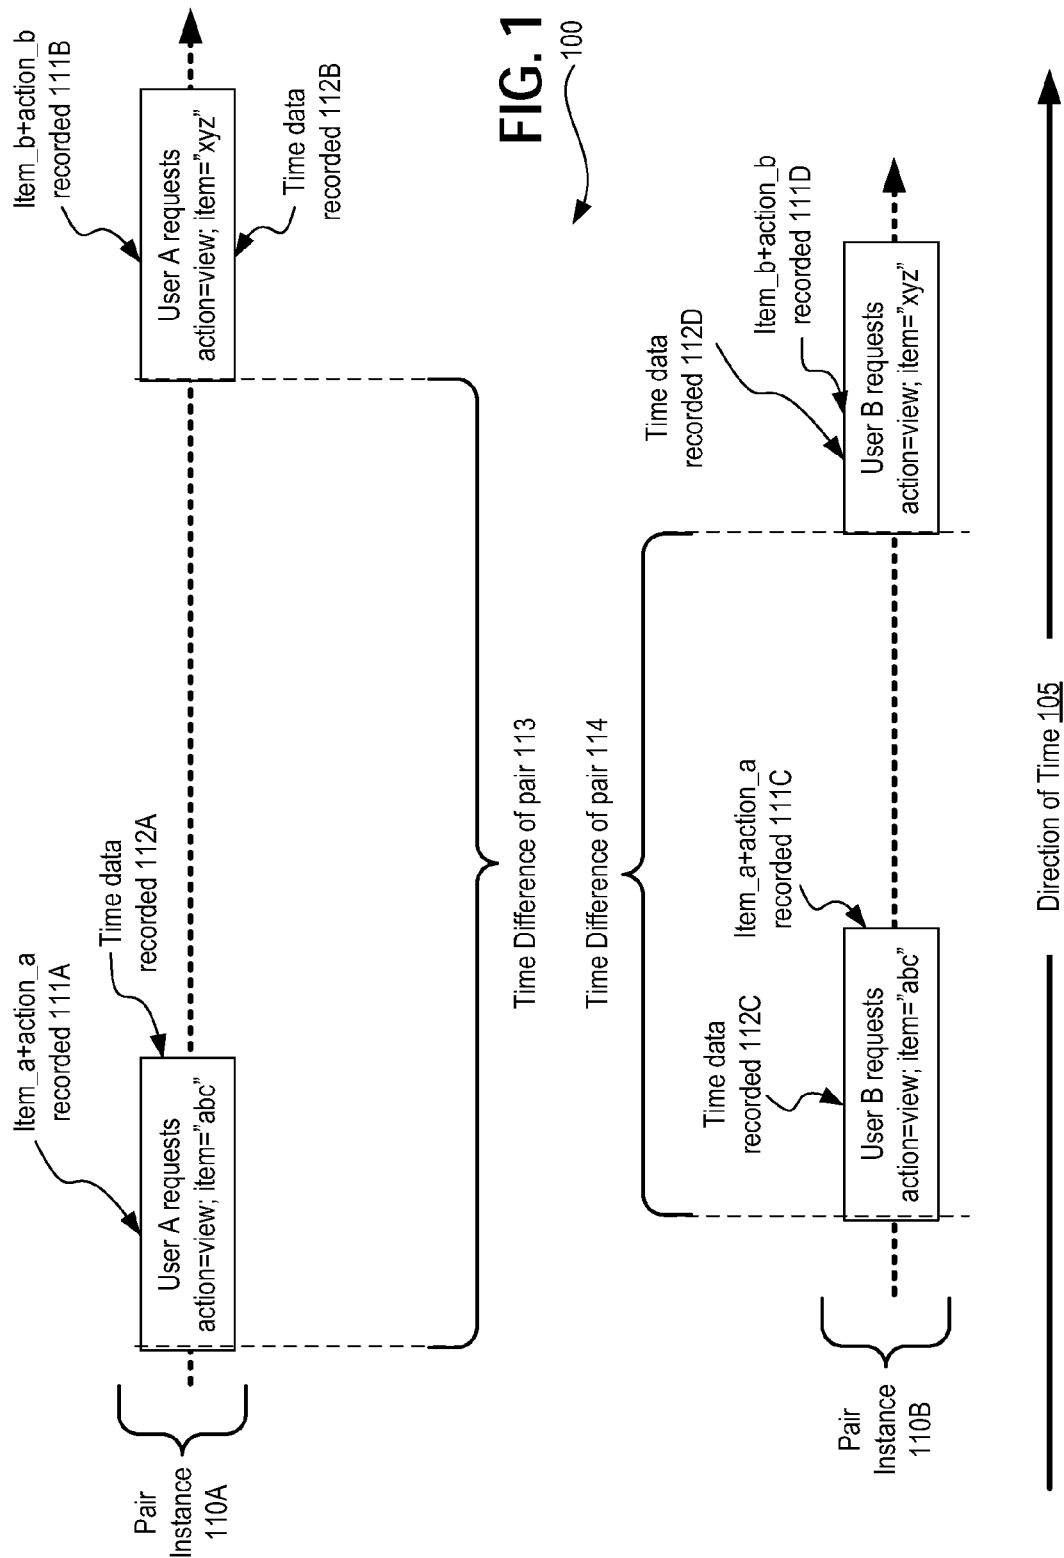 Item_a+action_a
recorded 111A
Time data
recorded 112A
Item_b+action_b
recorded 111B
Pair
Instance
110A
User A requests
action=view; item="abc"
User A requests
action=view; item="xyz"
Time data
recorded 112B
Time Difference of pair 113
FIG. 1
100
Time Difference of pair 114
Time data
recorded 112C
Item_a+action_a
recorded 111C
Time data
recorded 112D
Item_b+action_b
recorded 111D
Pair
Instance
110B
User B requests
action=view; item="abc"
User B requests
action=view; item="xyz"
Direction of Time 105